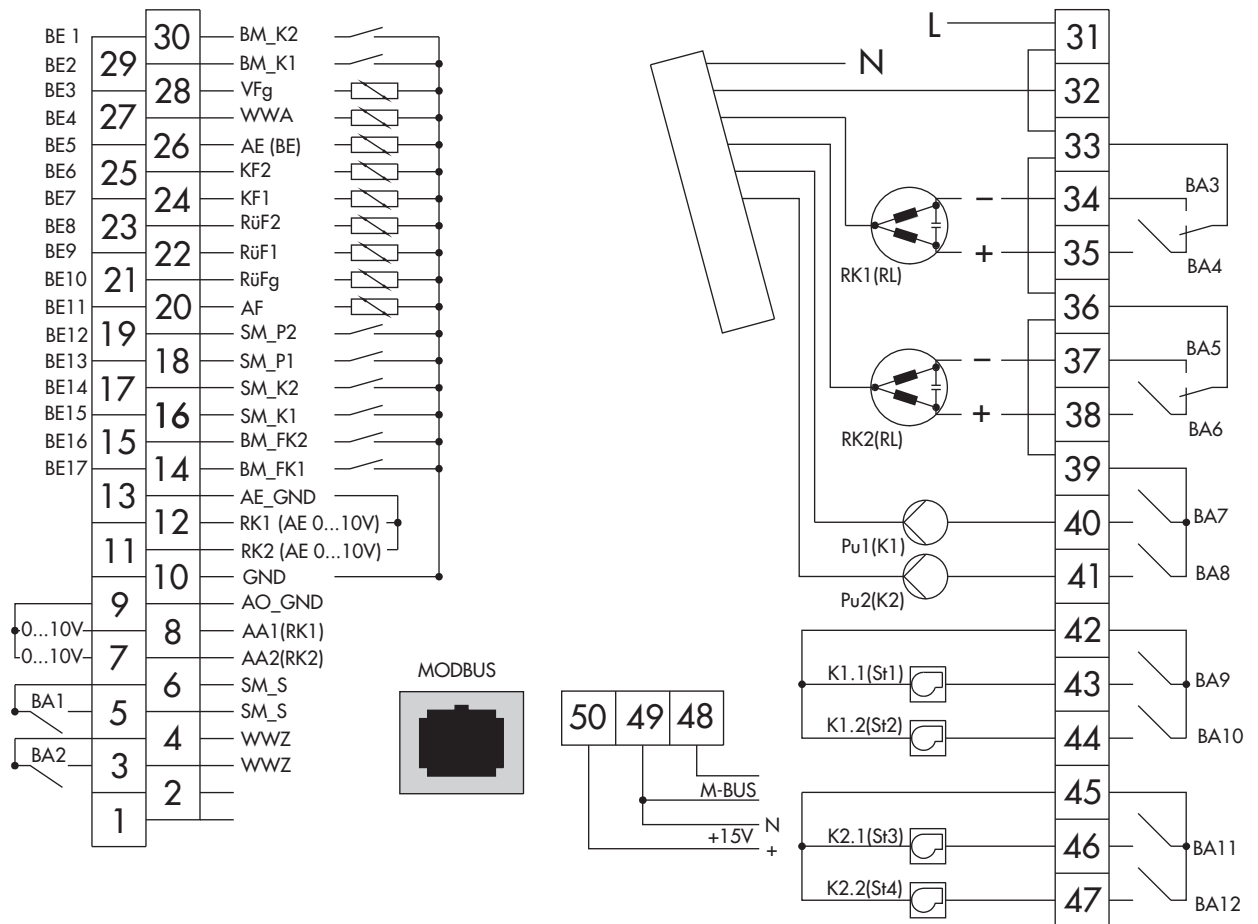 BE 1 30 BM_K2
BE2 29 BM_K1
BE3 28 VFg
BE4 27 WWA
BE5 26 AE (BE)
BE6 25 KF2
BE7 24 KF1
BE8 23 RüF2
BE9 22 RüF1
BE10 21 RüFg
BE11 20 AF
BE12 19 SM_P2
BE13 18 SM_P1
BE14 17 SM_K2
BE15 16 SM_K1
BE16 15 BM_FK2
BE17 14 BM_FK1
13 AE_GND
12 RK1 (AE 0...10V)
11 RK2 (AE 0...10V)
10 GND
9 AO_GND
0...10V 8 AA1(RK1)
0...10V 7 AA2(RK2)
6 SM_S
BA1 5 SM_S
4 WWZ
BA2 3 WWZ
2
1
MODBUS
50 49 48
M-BUS
N
+15V +
L 31
N
32
33
− 34 BA3
+ 35 BA4
RK1(RL)
36
− 37 BA5
+ 38 BA6
RK2(RL)
39
40 BA7
Pu1(K1)
41 BA8
Pu2(K2)
42
K1.1(St1) 43 BA9
K1.2(St2) 44 BA10
45
K2.1(St3) 46 BA11
K2.2(St4) 47 BA12